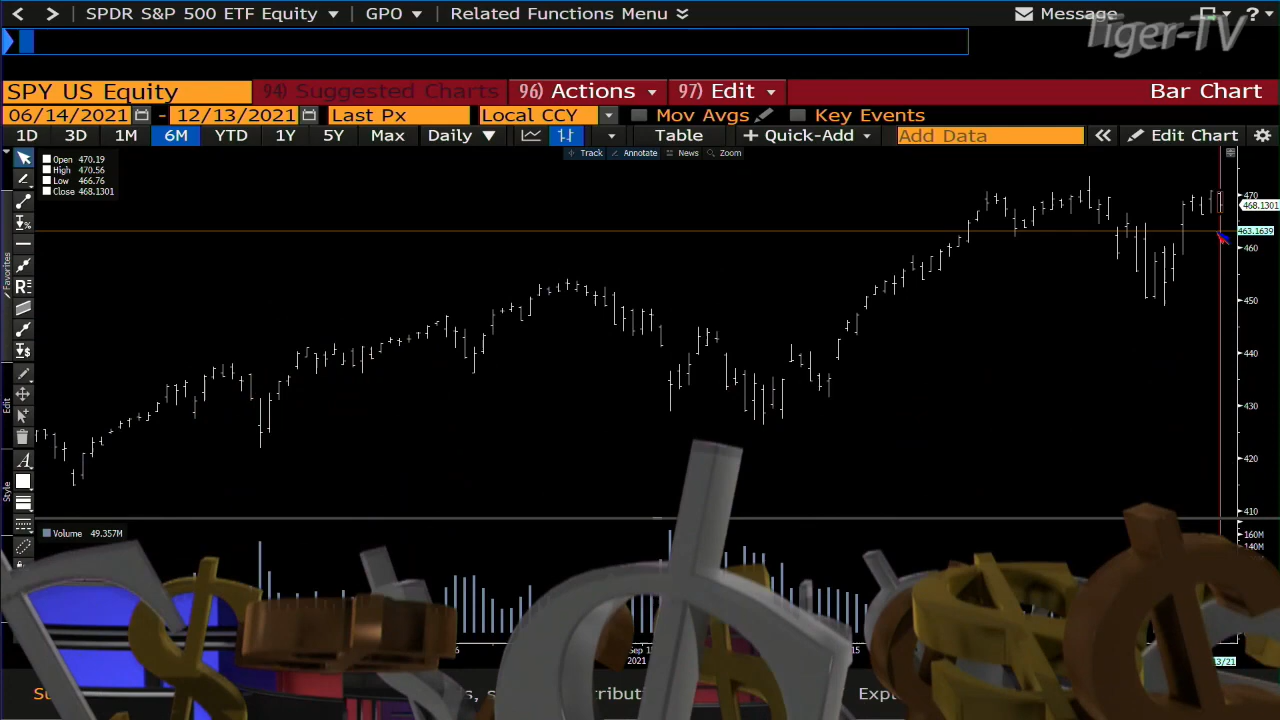 SPDR S&P 500 ETF Equity GPO Related Functions Menu Message ?
Tiger-TV
SPY US Equity 94) Suggested Charts 96) Actions 97) Edit Bar Chart
06/14/2021 - 12/13/2021 Last Px Local CCY Mov Avgs Key Events
1D 3D 1M 6M YTD 1Y 5Y Max Daily Table + Quick-Add Add Data Edit Chart
Track Annotate News Zoom
Open 470.19
High 470.56
Low 466.76
Close 468.1301
470
468.1301
463.1639
460
450
440
430
420
410
Favorites
Edit
Style
Volume 49.357M
160M
140M
2021